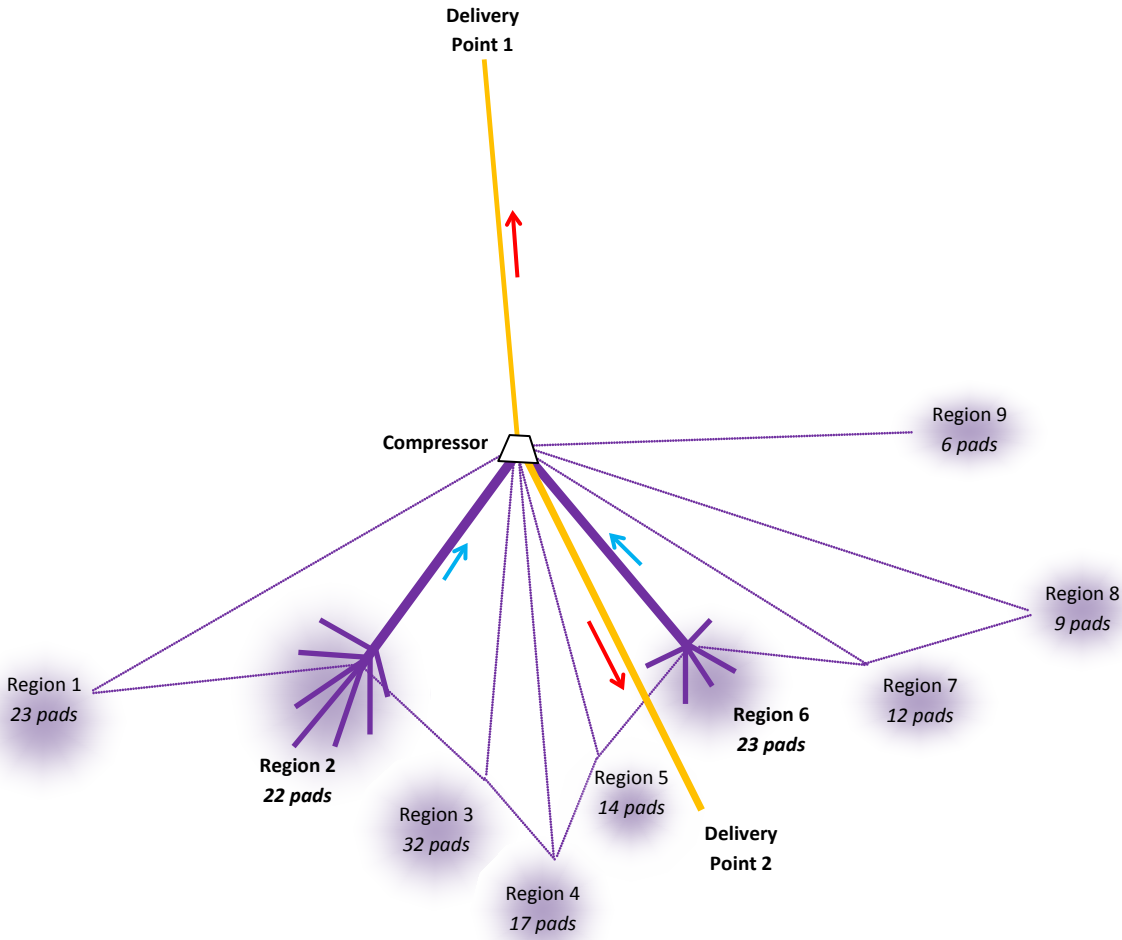 Delivery
Point 1
Compressor
Region 9
6 pads
Region 8
9 pads
Region 7
12 pads
Region 6
23 pads
Region 1
23 pads
Region 2
22 pads
Region 3
32 pads
Region 5
14 pads
Region 4
17 pads
Delivery
Point 2